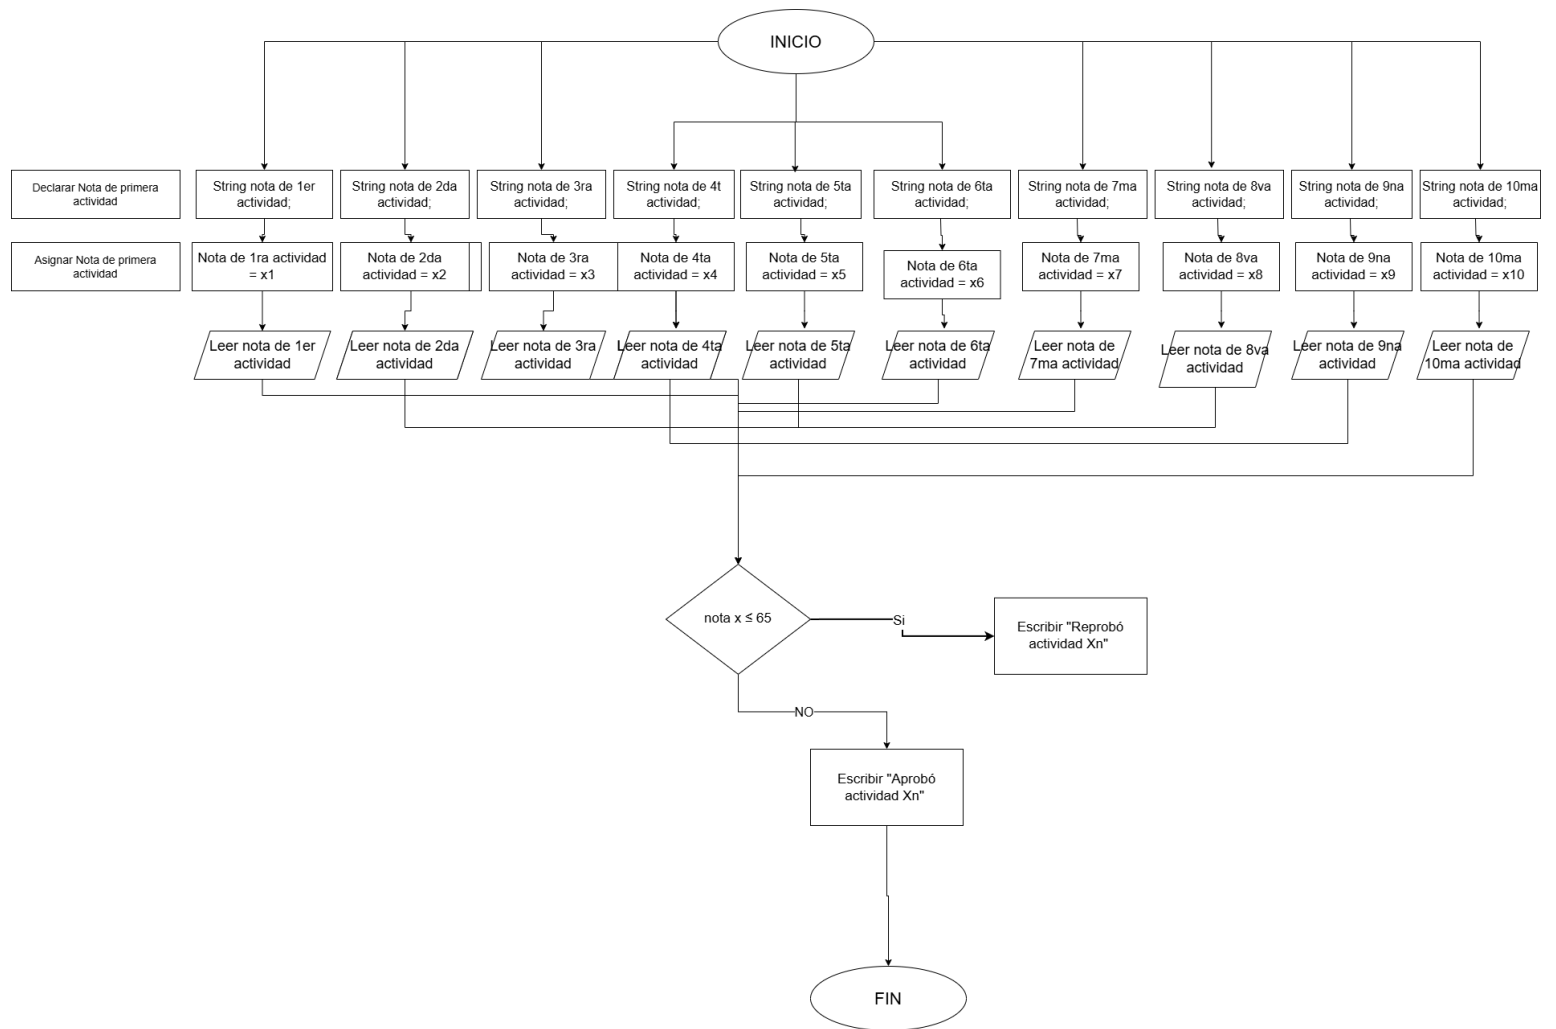 INICIO
Declarar Nota de primera
actividad
String nota de 1er
actividad;
String nota de 2da
actividad;
String nota de 3ra
actividad;
String nota de 4t
actividad;
String nota de 5ta
actividad;
String nota de 6ta
actividad;
String nota de 7ma
actividad;
String nota de 8va
actividad;
String nota de 9na
actividad;
String nota de 10ma
actividad;
Asignar Nota de primera
actividad
Nota de 1ra actividad
= x1
Nota de 2da
actividad = x2
Nota de 3ra
actividad = x3
Nota de 4ta
actividad = x4
Nota de 5ta
actividad = x5
Nota de 6ta
actividad = x6
Nota de 7ma
actividad = x7
Nota de 8va
actividad = x8
Nota de 9na
actividad = x9
Nota de 10ma
actividad = x10
Leer nota de 1er
actividad
Leer nota de 2da
actividad
Leer nota de 3ra
actividad
Leer nota de 4ta
actividad
Leer nota de 5ta
actividad
Leer nota de 6ta
actividad
Leer nota de
7ma actividad
Leer nota de 8va
actividad
Leer nota de 9na
actividad
Leer nota de
10ma actividad
nota x ≤ 65
Si
Escribir "Reprobó
actividad Xn"
NO
Escribir "Aprobó
actividad Xn"
FIN